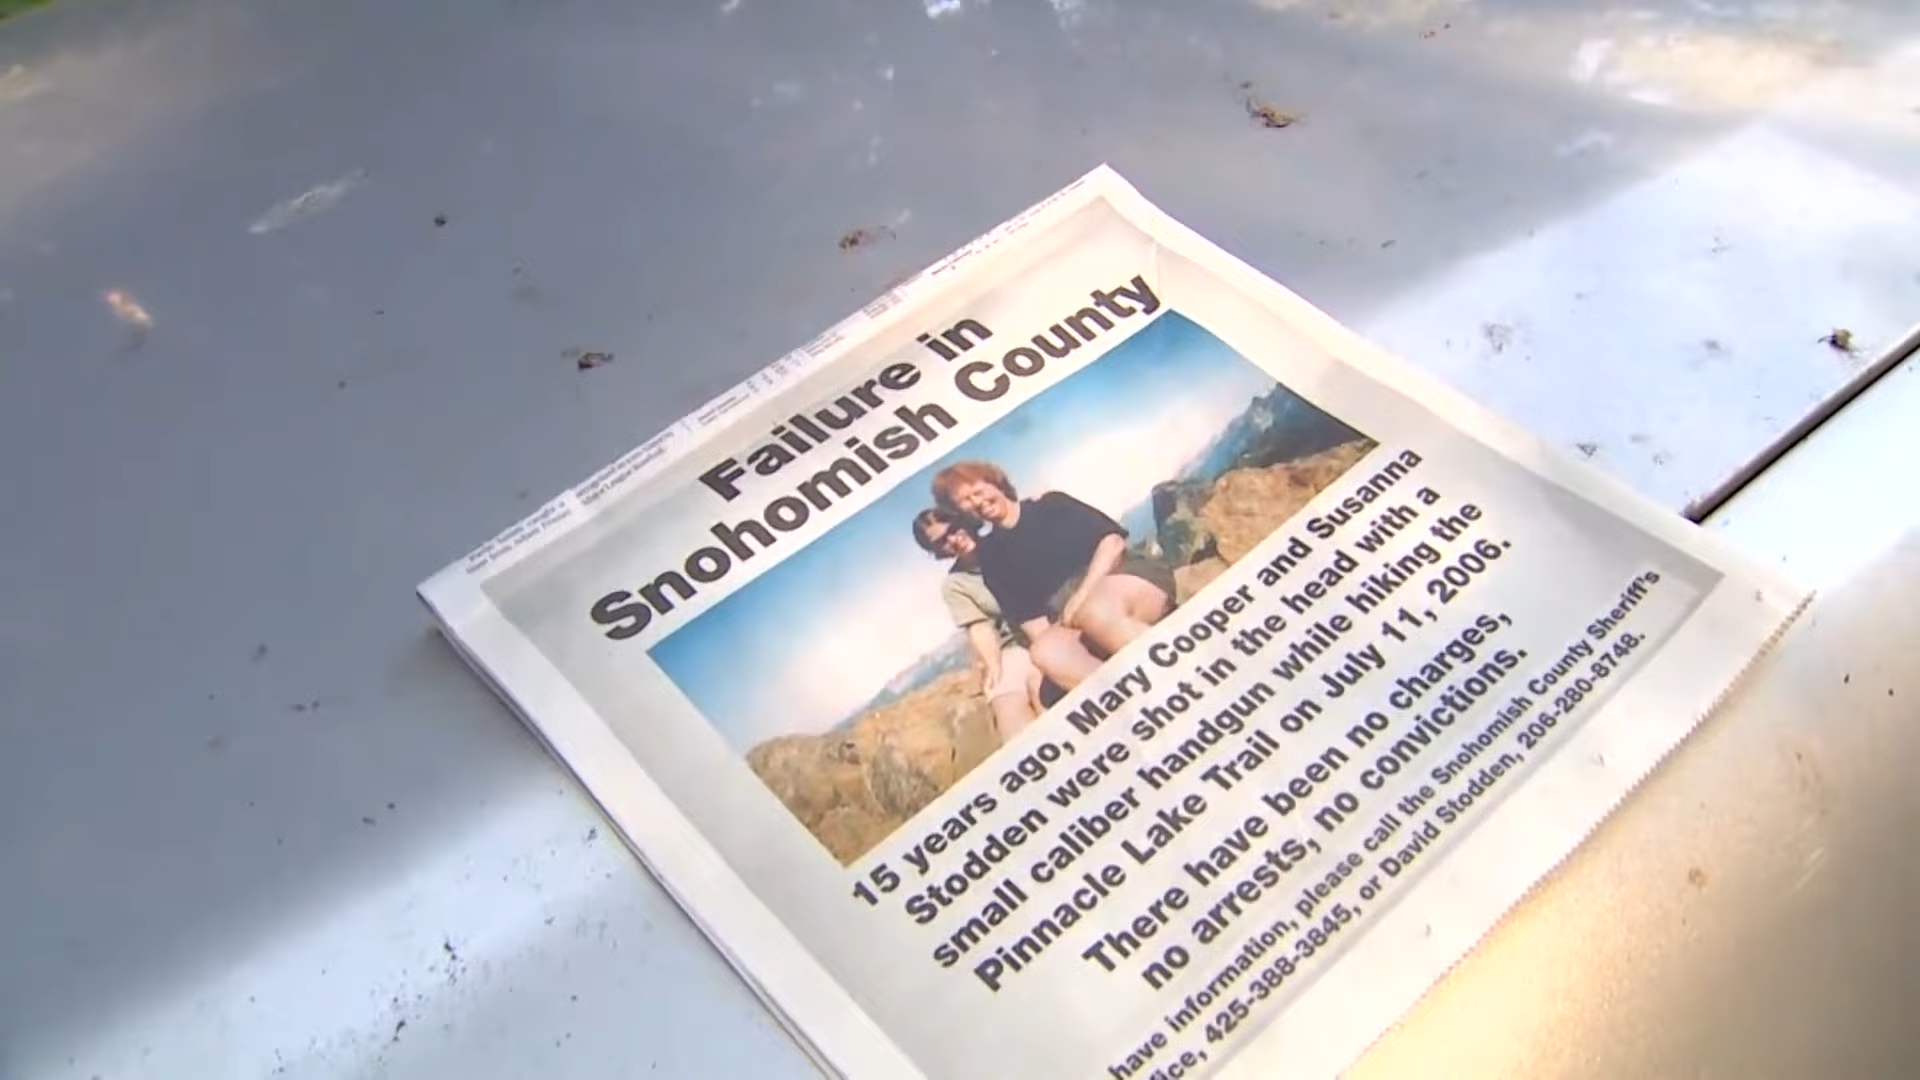 Failure in
Snohomish County
15 years ago, Mary Cooper and Susanna
Stodden were shot in the head with a
small caliber handgun while hiking the
Pinnacle Lake Trail on July 11, 2006.
There have been no charges,
no arrests, no convictions.
have information, please call the Snohomish County Sheriff's
fice, 425-388-3845, or David Stodden, 206-280-8748.